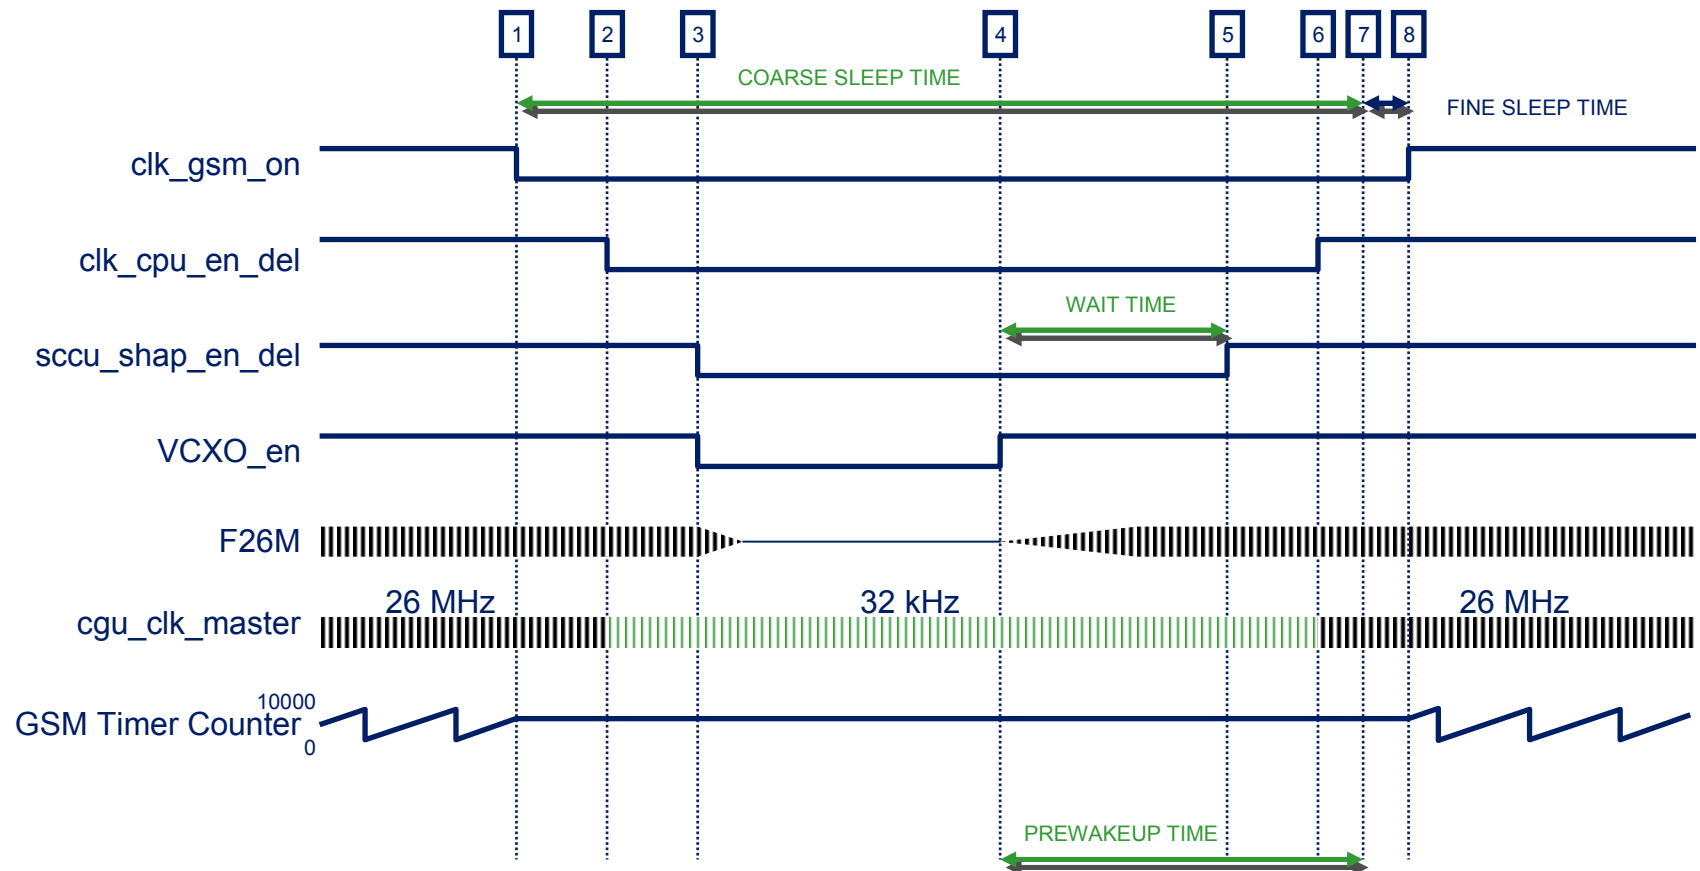 1 2 3 4 5 6 7 8
COARSE SLEEP TIME
FINE SLEEP TIME
clk_gsm_on
clk_cpu_en_del
WAIT TIME
sccu_shap_en_del
VCXO_en
F26M
26 MHz 32 kHz 26 MHz
cgu_clk_master
10000
GSM Timer Counter
0
PREWAKEUP TIME